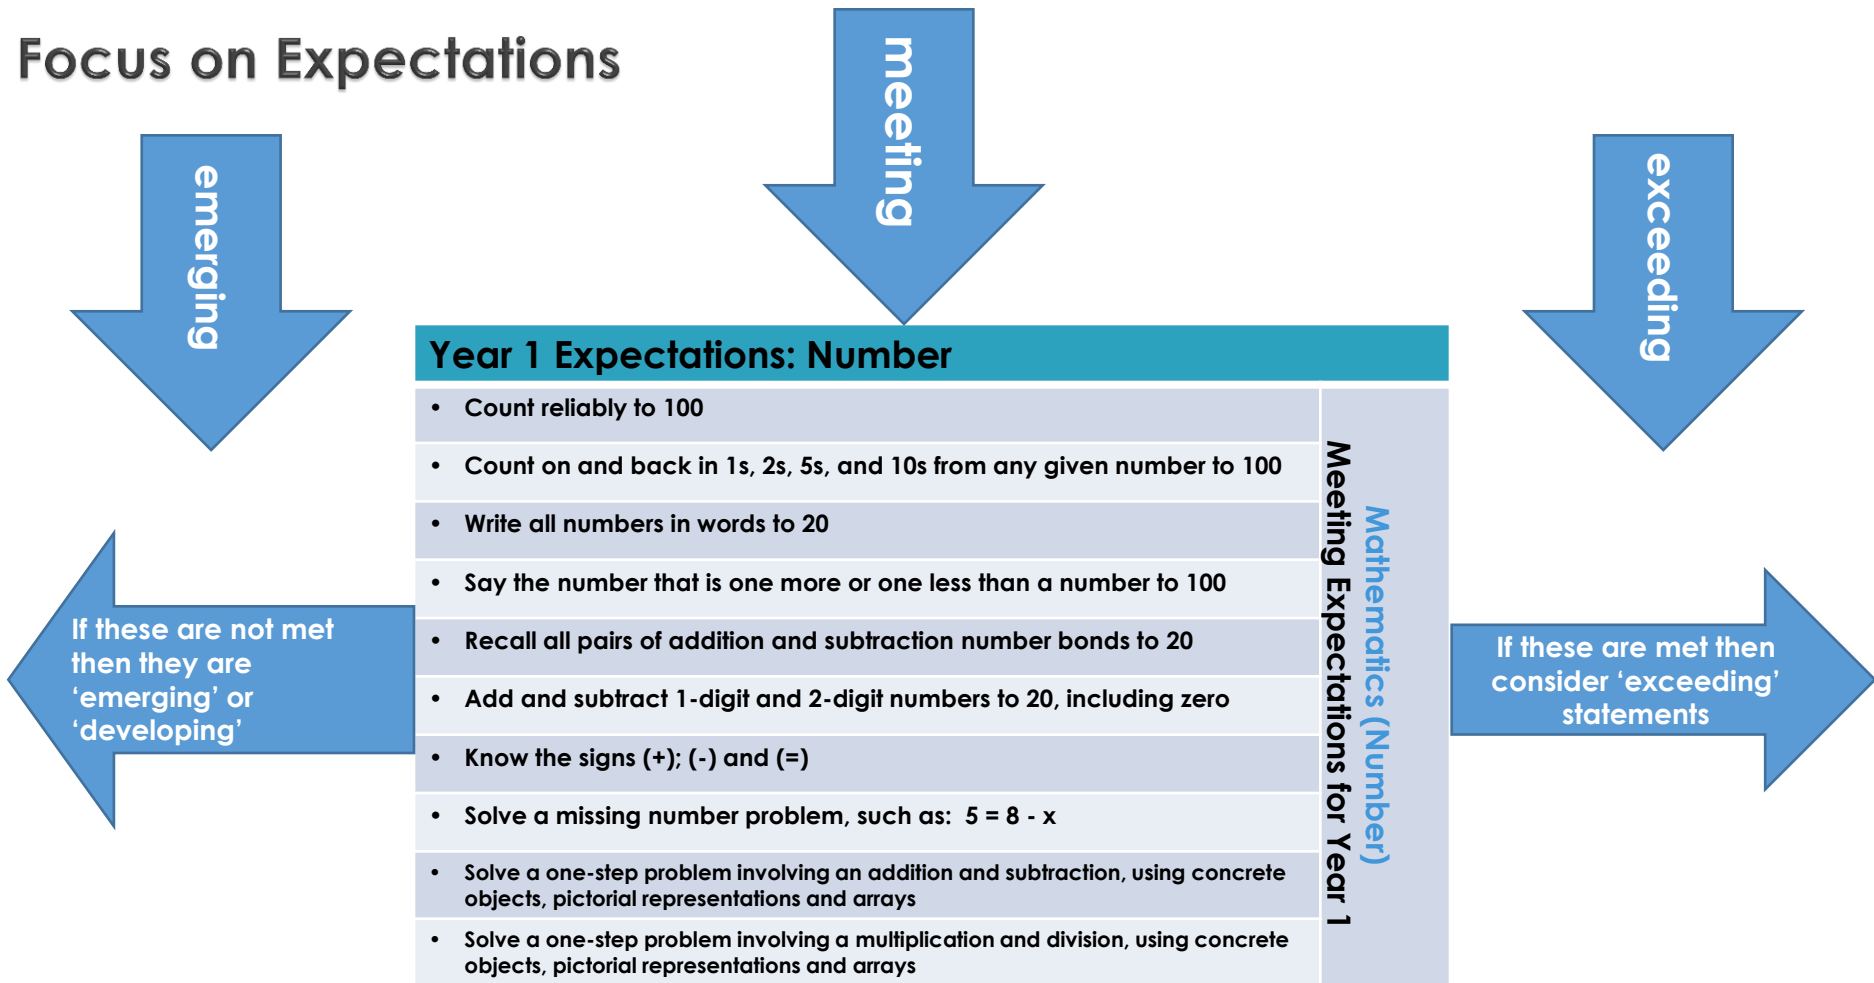 Focus on Expectations
emerging
meeting
exceeding
Year 1 Expectations: Number
• Count reliably to 100
• Count on and back in 1s, 2s, 5s, and 10s from any given number to 100
• Write all numbers in words to 20
• Say the number that is one more or one less than a number to 100
• Recall all pairs of addition and subtraction number bonds to 20
• Add and subtract 1-digit and 2-digit numbers to 20, including zero
• Know the signs (+); (-) and (=)
• Solve a missing number problem, such as: 5 = 8 - x
• Solve a one-step problem involving an addition and subtraction, using concrete
objects, pictorial representations and arrays
• Solve a one-step problem involving a multiplication and division, using concrete
objects, pictorial representations and arrays
Mathematics (Number)
Meeting Expectations for Year 1
If these are not met
then they are
‘emerging’ or
‘developing’
If these are met then
consider ‘exceeding’
statements